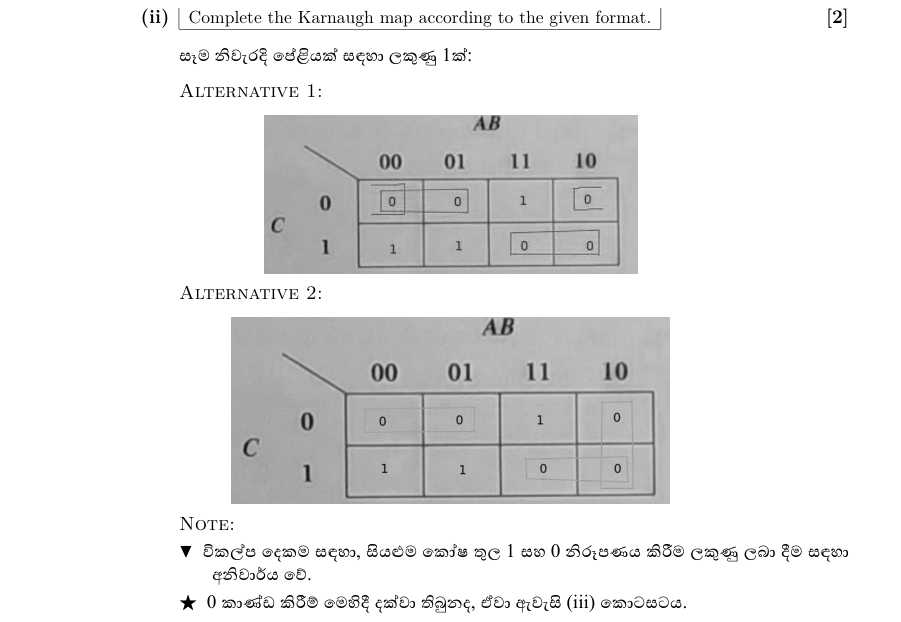 (ii) Complete the Karnaugh map according to the given format. [2]
සෑම නිවැරදි පේළියක් සඳහා ලකුණු 1ක්:
ALTERNATIVE 1:
AB
00 01 11 10
0 0 0 1 0
C
1 1 1 0 0
ALTERNATIVE 2:
AB
00 01 11 10
0 0 0 1 0
C
1 1 1 0 0
NOTE:
▼ විකල්ප දෙකම සඳහා, සියළුම කෝෂ තුල 1 සහ 0 නිරූපණය කිරීම ලකුණු ලබා දීම සඳහා
අනිවාර්ය වේ.
★ 0 කාණ්ඩ කිරීම් මෙහිදී දක්වා තිබුනද, ඒවා ඇවැසි (iii) කොටසටය.